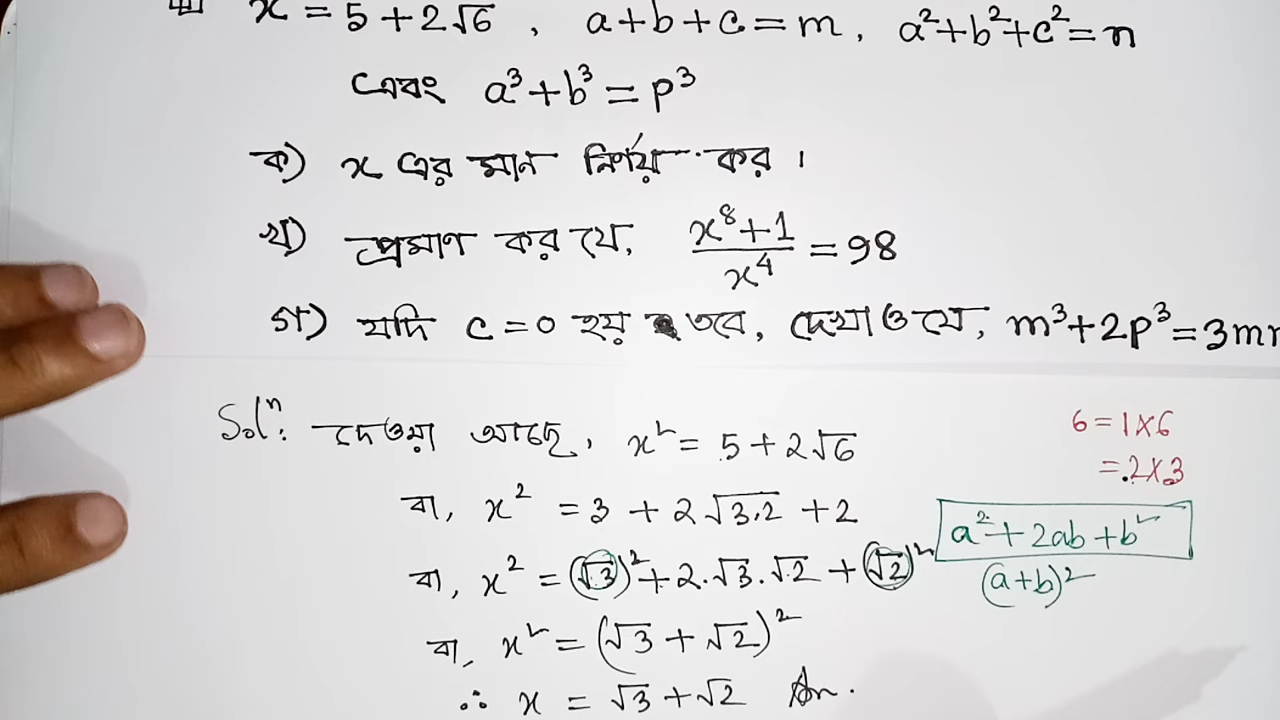 x = 5 + 2√6 , a + b + c = m, a² + b² + c² = n
এবং a³ + b³ = p³
ক) x এর মান নির্ণয় কর ।
খ) প্রমাণ কর যে, (x⁸ + 1)/x⁴ = 98
গ) যদি c = 0 হয় তবে, দেখাও যে, m³ + 2p³ = 3mn
Solⁿ: দেওয়া আছে, x² = 5 + 2√6
বা, x² = 3 + 2√3.2 + 2
বা, x² = (√3)² + 2.√3.√2 + (√2)²
বা, x² = (√3 + √2)²
∴ x = √3 + √2 An.
6 = 1×6
= 2×3
a² + 2ab + b²
(a+b)²